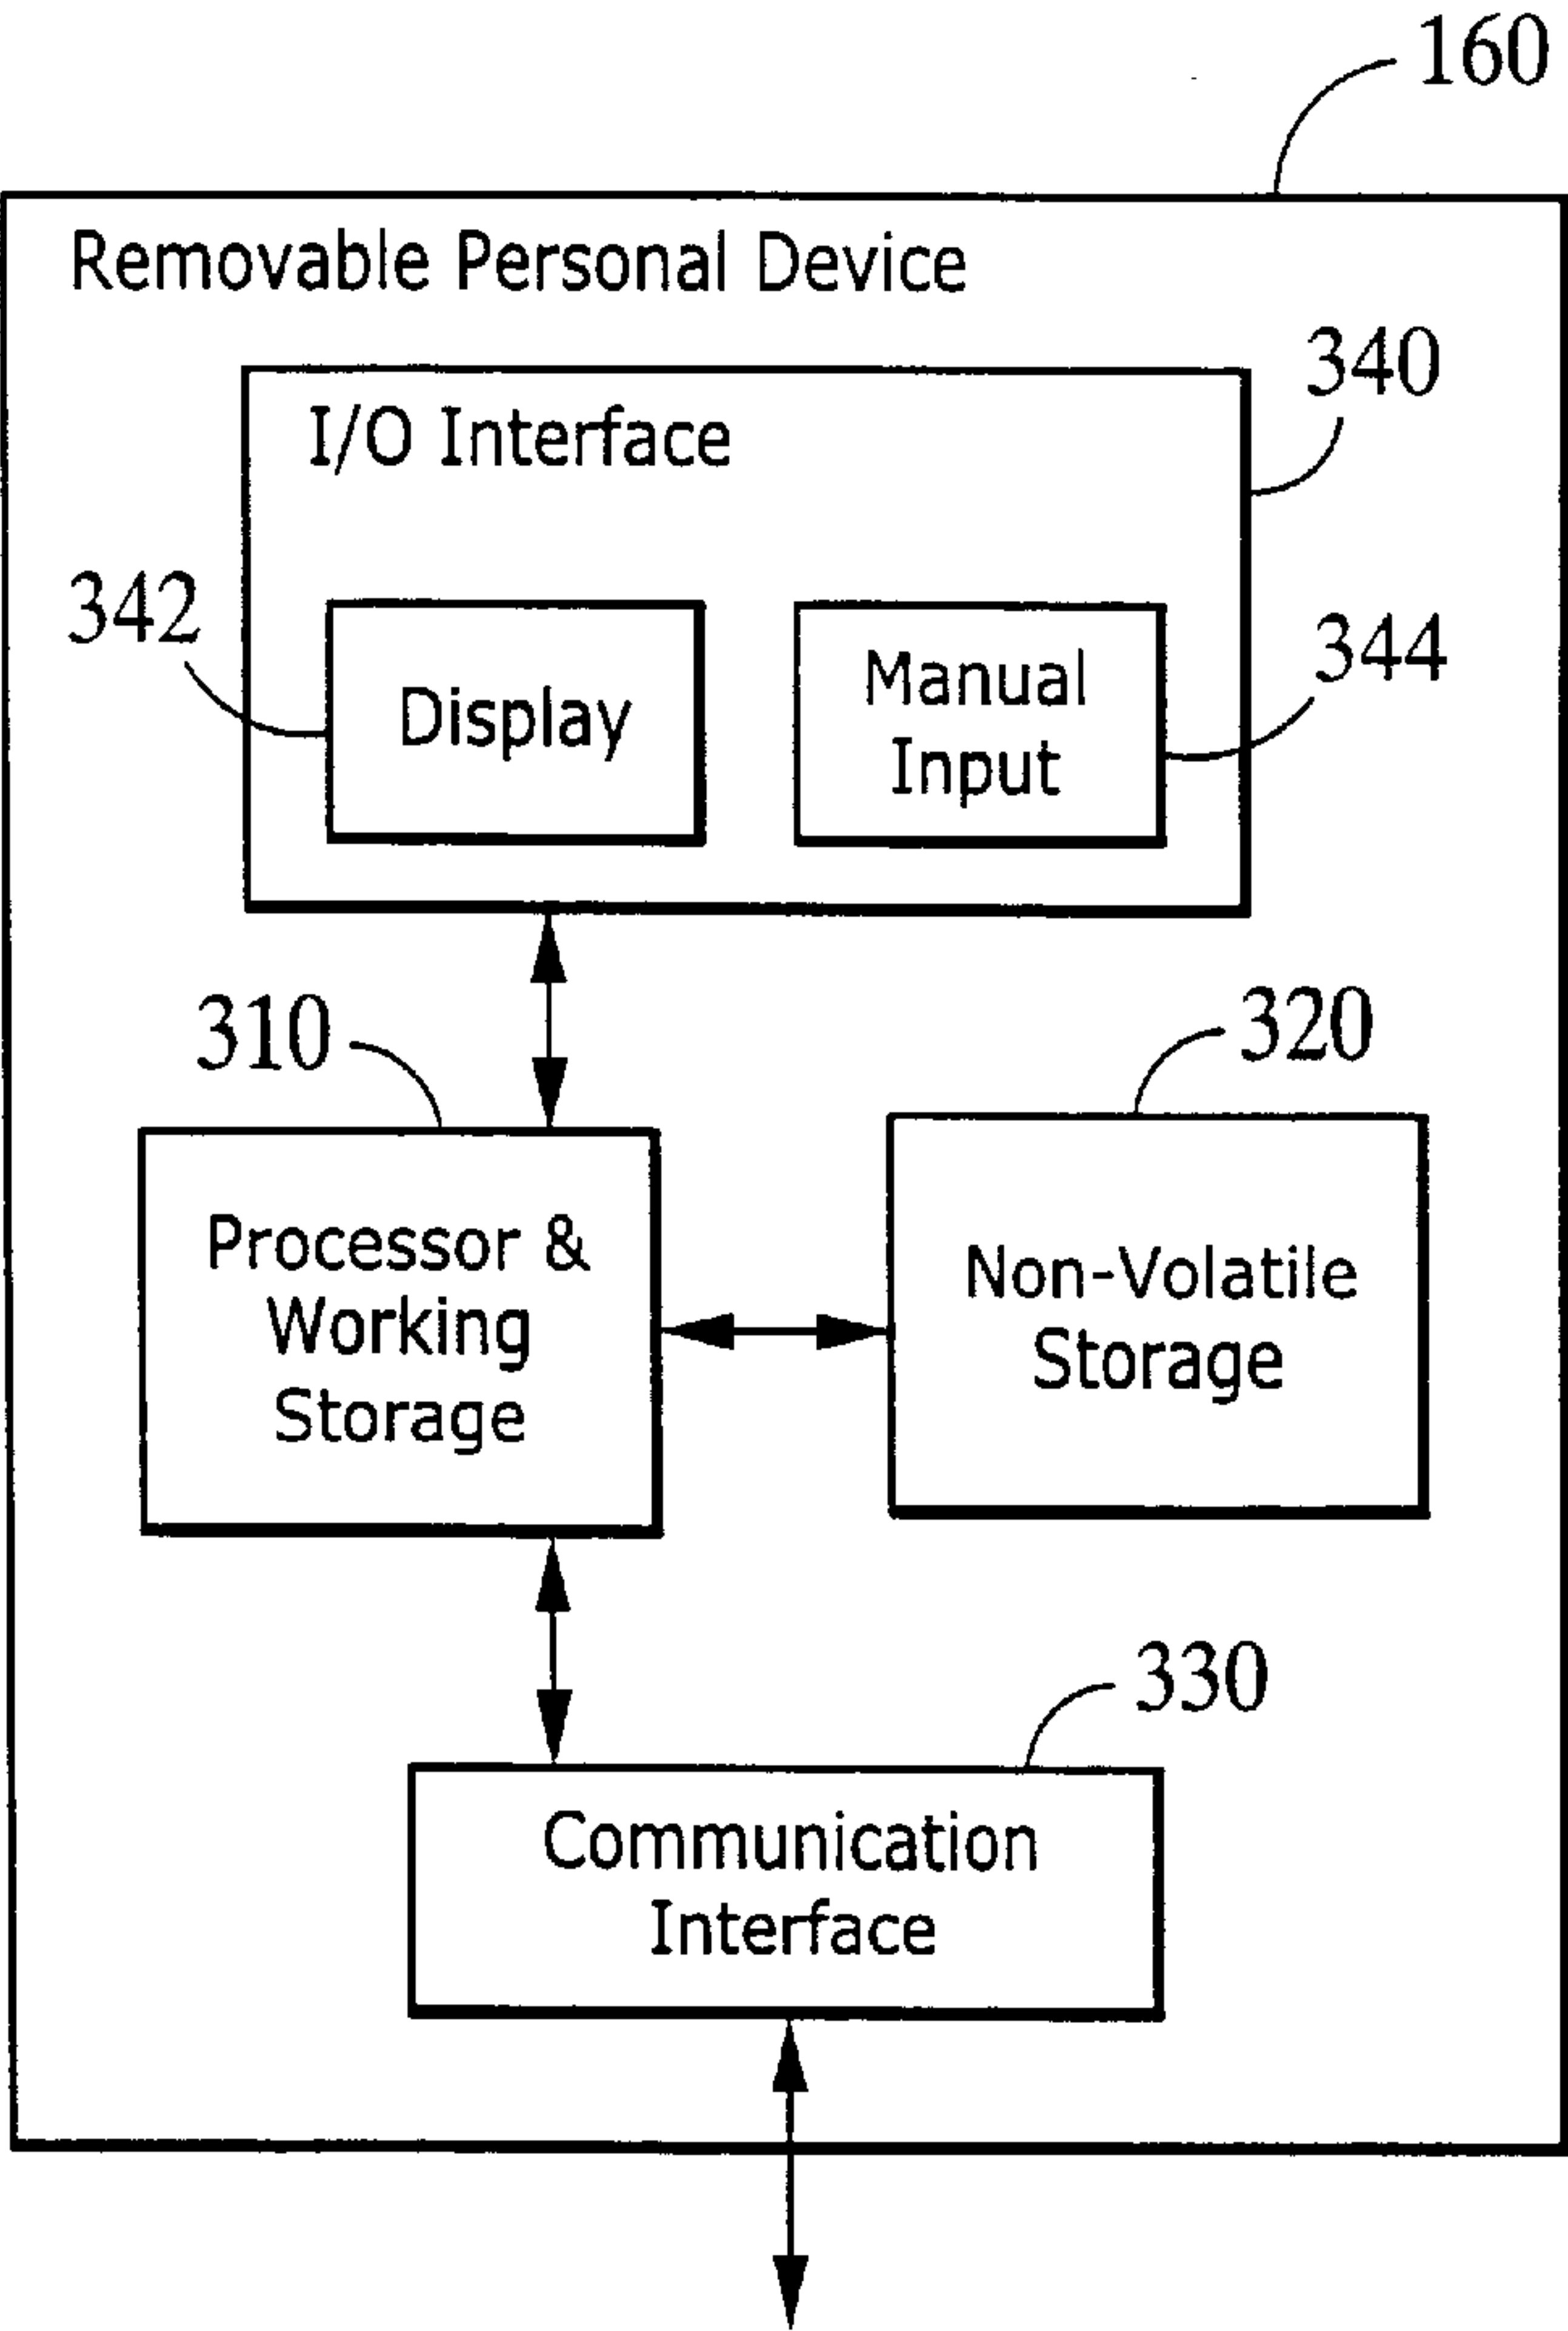 160
Removable Personal Device
340
I/O Interface
342
Display
Manual
Input
344
310
320
Processor &
Working
Storage
Non-Volatile
Storage
330
Communication
Interface